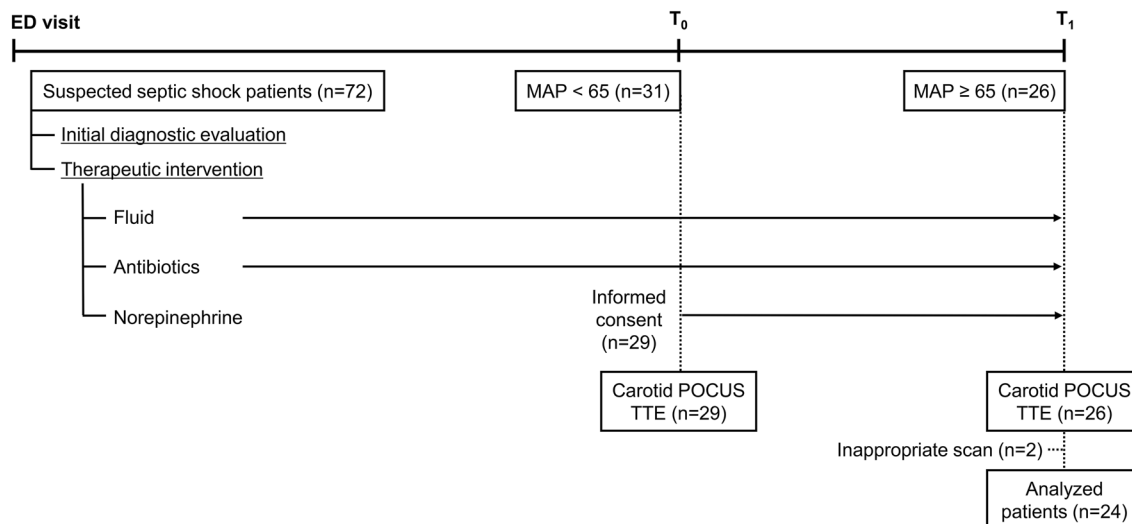 ED visit
T0
T1
Suspected septic shock patients (n=72)
MAP < 65 (n=31)
MAP ≥ 65 (n=26)
Initial diagnostic evaluation
Therapeutic intervention
Fluid
Antibiotics
Norepinephrine
Informed
consent
(n=29)
Carotid POCUS
TTE (n=29)
Carotid POCUS
TTE (n=26)
Inappropriate scan (n=2)
Analyzed
patients (n=24)